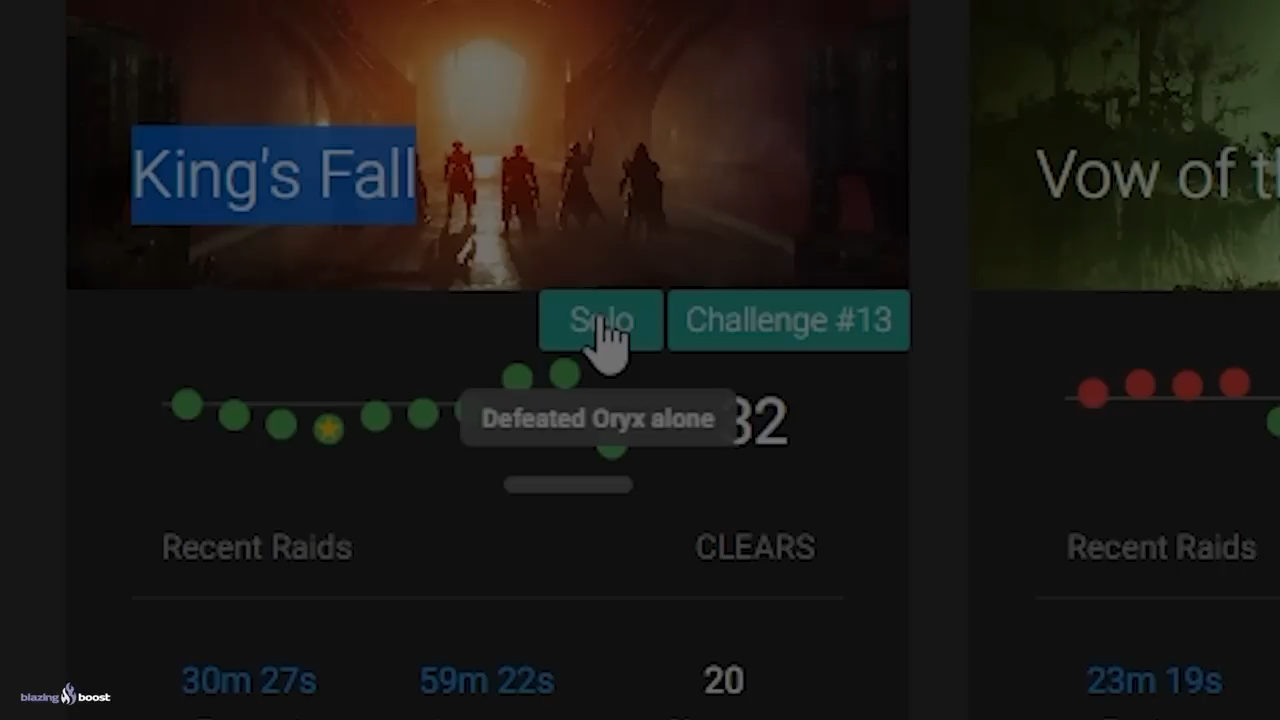 King's Fall
Vow of t
Solo
Challenge #13
Defeated Oryx alone
32
Recent Raids
CLEARS
Recent Raids
30m 27s
59m 22s
20
23m 19s
blazing boost